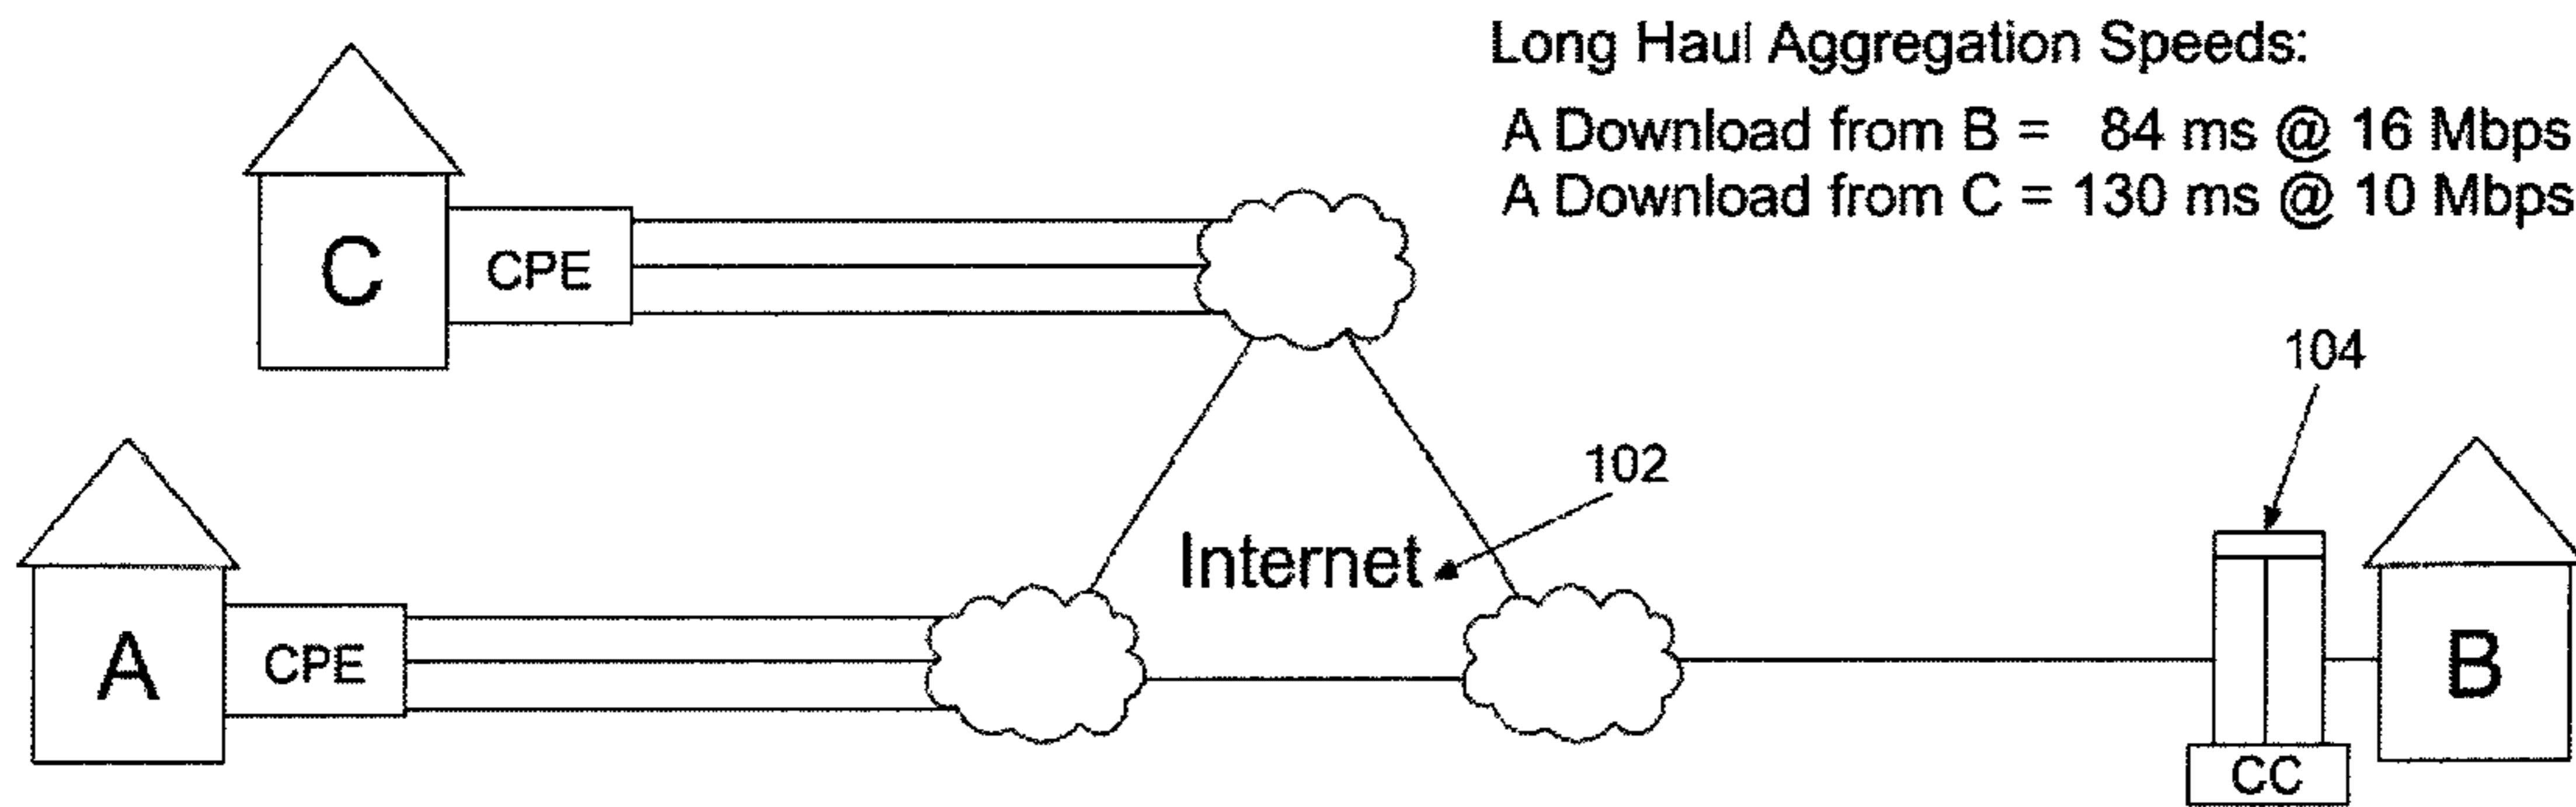 Long Haul Aggregation Speeds:
A Download from B = 84 ms @ 16 Mbps
A Download from C = 130 ms @ 10 Mbps
C
CPE
104
102
Internet
A
CPE
B
CC